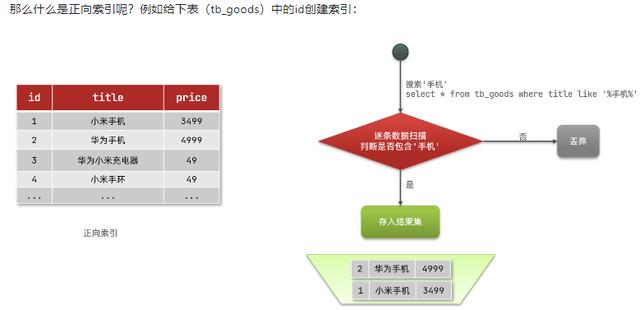 那么什么是正向索引呢？例如给下表（tb_goods）中的id创建索引：
id title price
1 小米手机 3499
2 华为手机 4999
3 华为小米充电器 49
4 小米手环 49
... ... ...
正向索引
搜索'手机'
select * from tb_goods where title like '%手机%'
逐条数据扫描
判断是否包含'手机'
否
丢弃
是
存入结果集
2 华为手机 4999
1 小米手机 3499